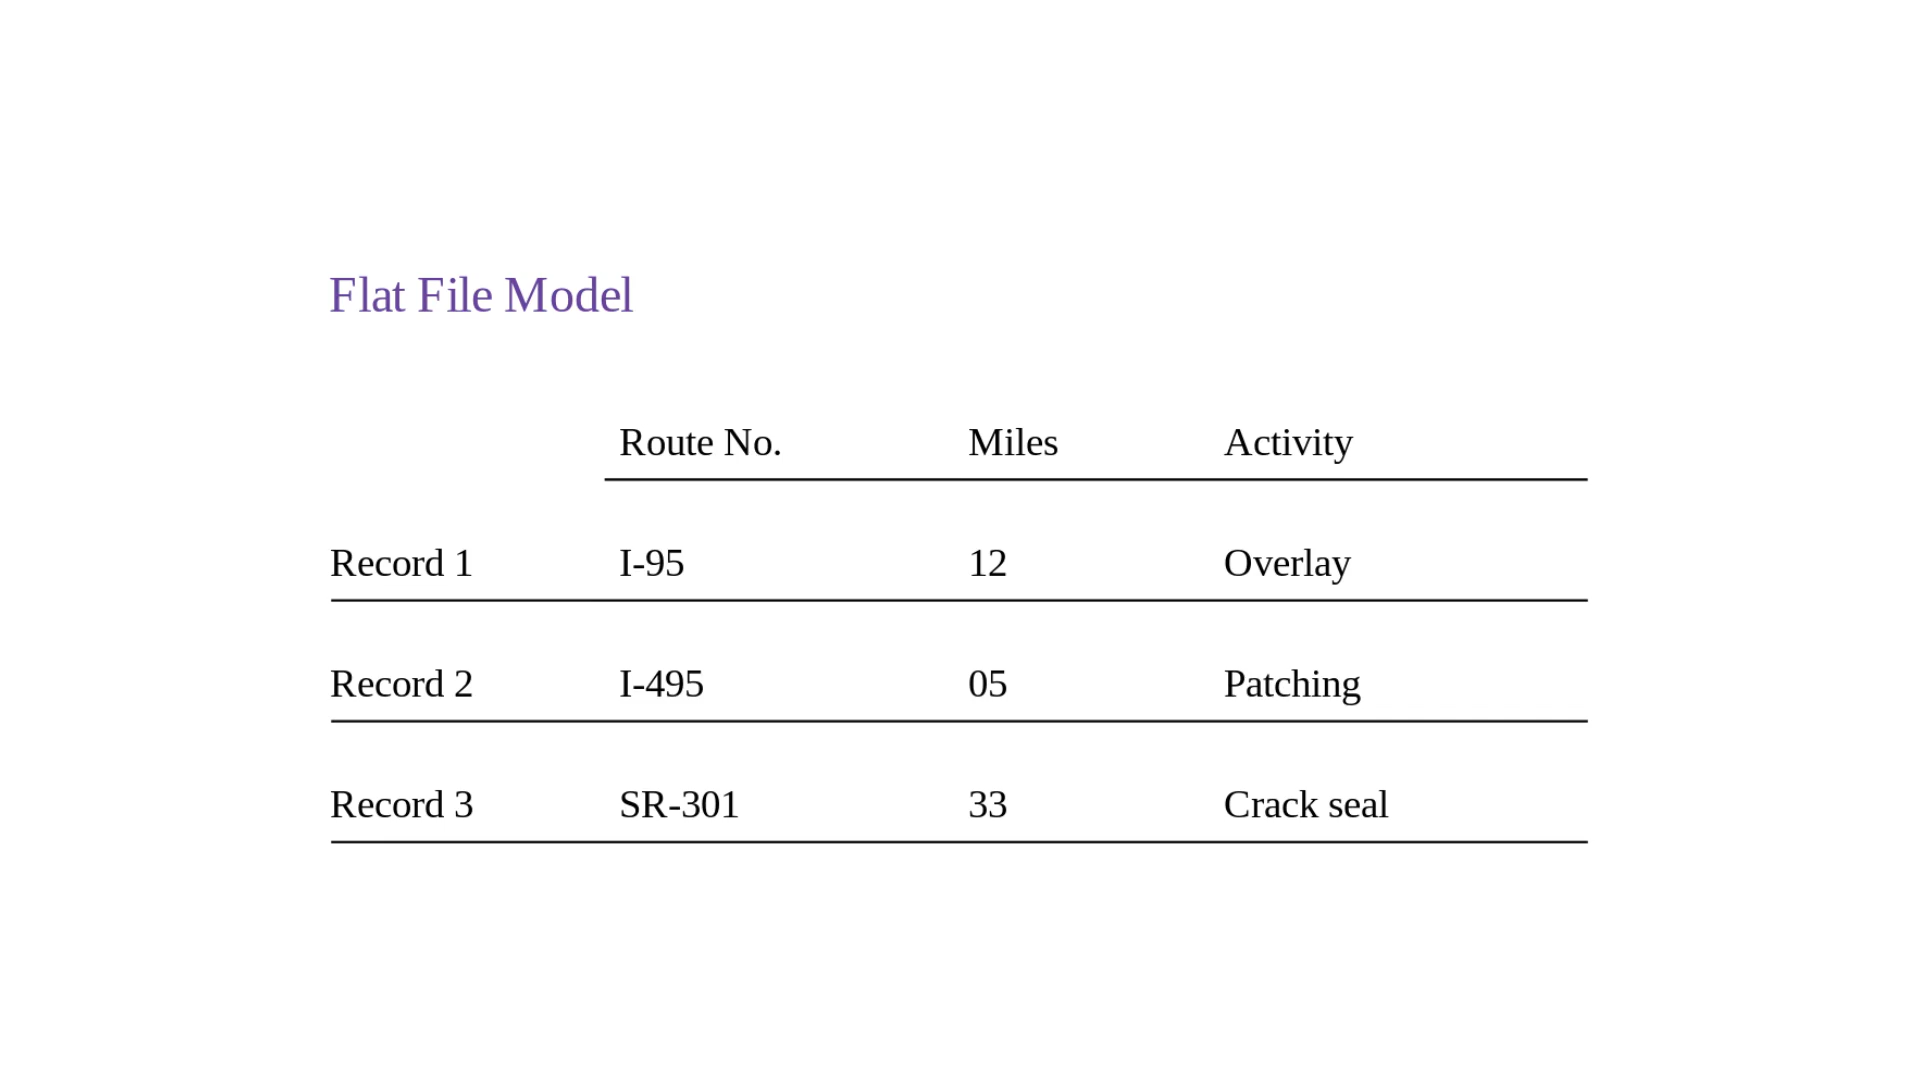 Flat File Model
Route No. Miles Activity
Record 1 I-95 12 Overlay
Record 2 I-495 05 Patching
Record 3 SR-301 33 Crack seal